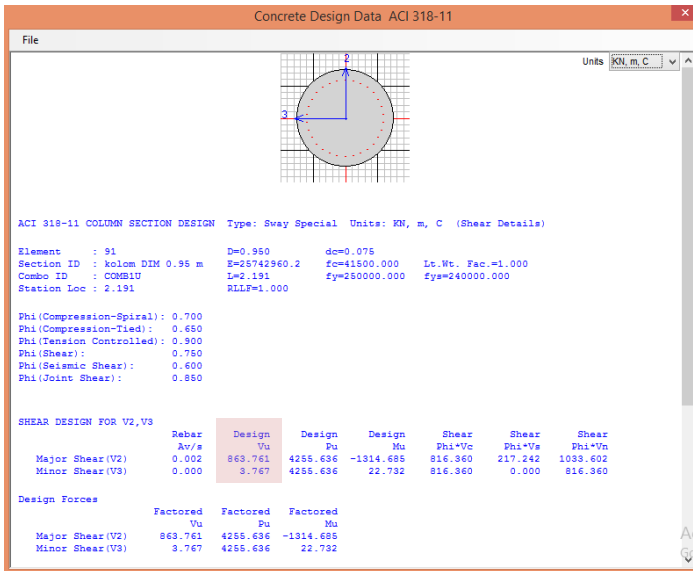 Concrete Design Data ACI 318-11
File
Units KN, m, C
2
3
ACI 318-11 COLUMN SECTION DESIGN Type: Sway Special Units: KN, m, C (Shear Details)
Element : 91 D=0.950 dc=0.075
Section ID : kolom DIM 0.95 m E=25742960.2 fc=41500.000 Lt.Wt. Fac.=1.000
Combo ID : COMB1U L=2.191 fy=250000.000 fys=240000.000
Station Loc : 2.191 RLLF=1.000
Phi(Compression-Spiral): 0.700
Phi(Compression-Tied): 0.650
Phi(Tension Controlled): 0.900
Phi(Shear): 0.750
Phi(Seismic Shear): 0.600
Phi(Joint Shear): 0.850
SHEAR DESIGN FOR V2,V3
Rebar Design Design Design Shear Shear Shear
Av/s Vu Pu Mu Phi*Vc Phi*Vs Phi*Vn
Major Shear(V2) 0.002 863.761 4255.636 -1314.685 816.360 217.242 1033.602
Minor Shear(V3) 0.000 3.767 4255.636 22.732 816.360 0.000 816.360
Design Forces
Factored Factored Factored
Vu Pu Mu
Major Shear(V2) 863.761 4255.636 -1314.685
Minor Shear(V3) 3.767 4255.636 22.732